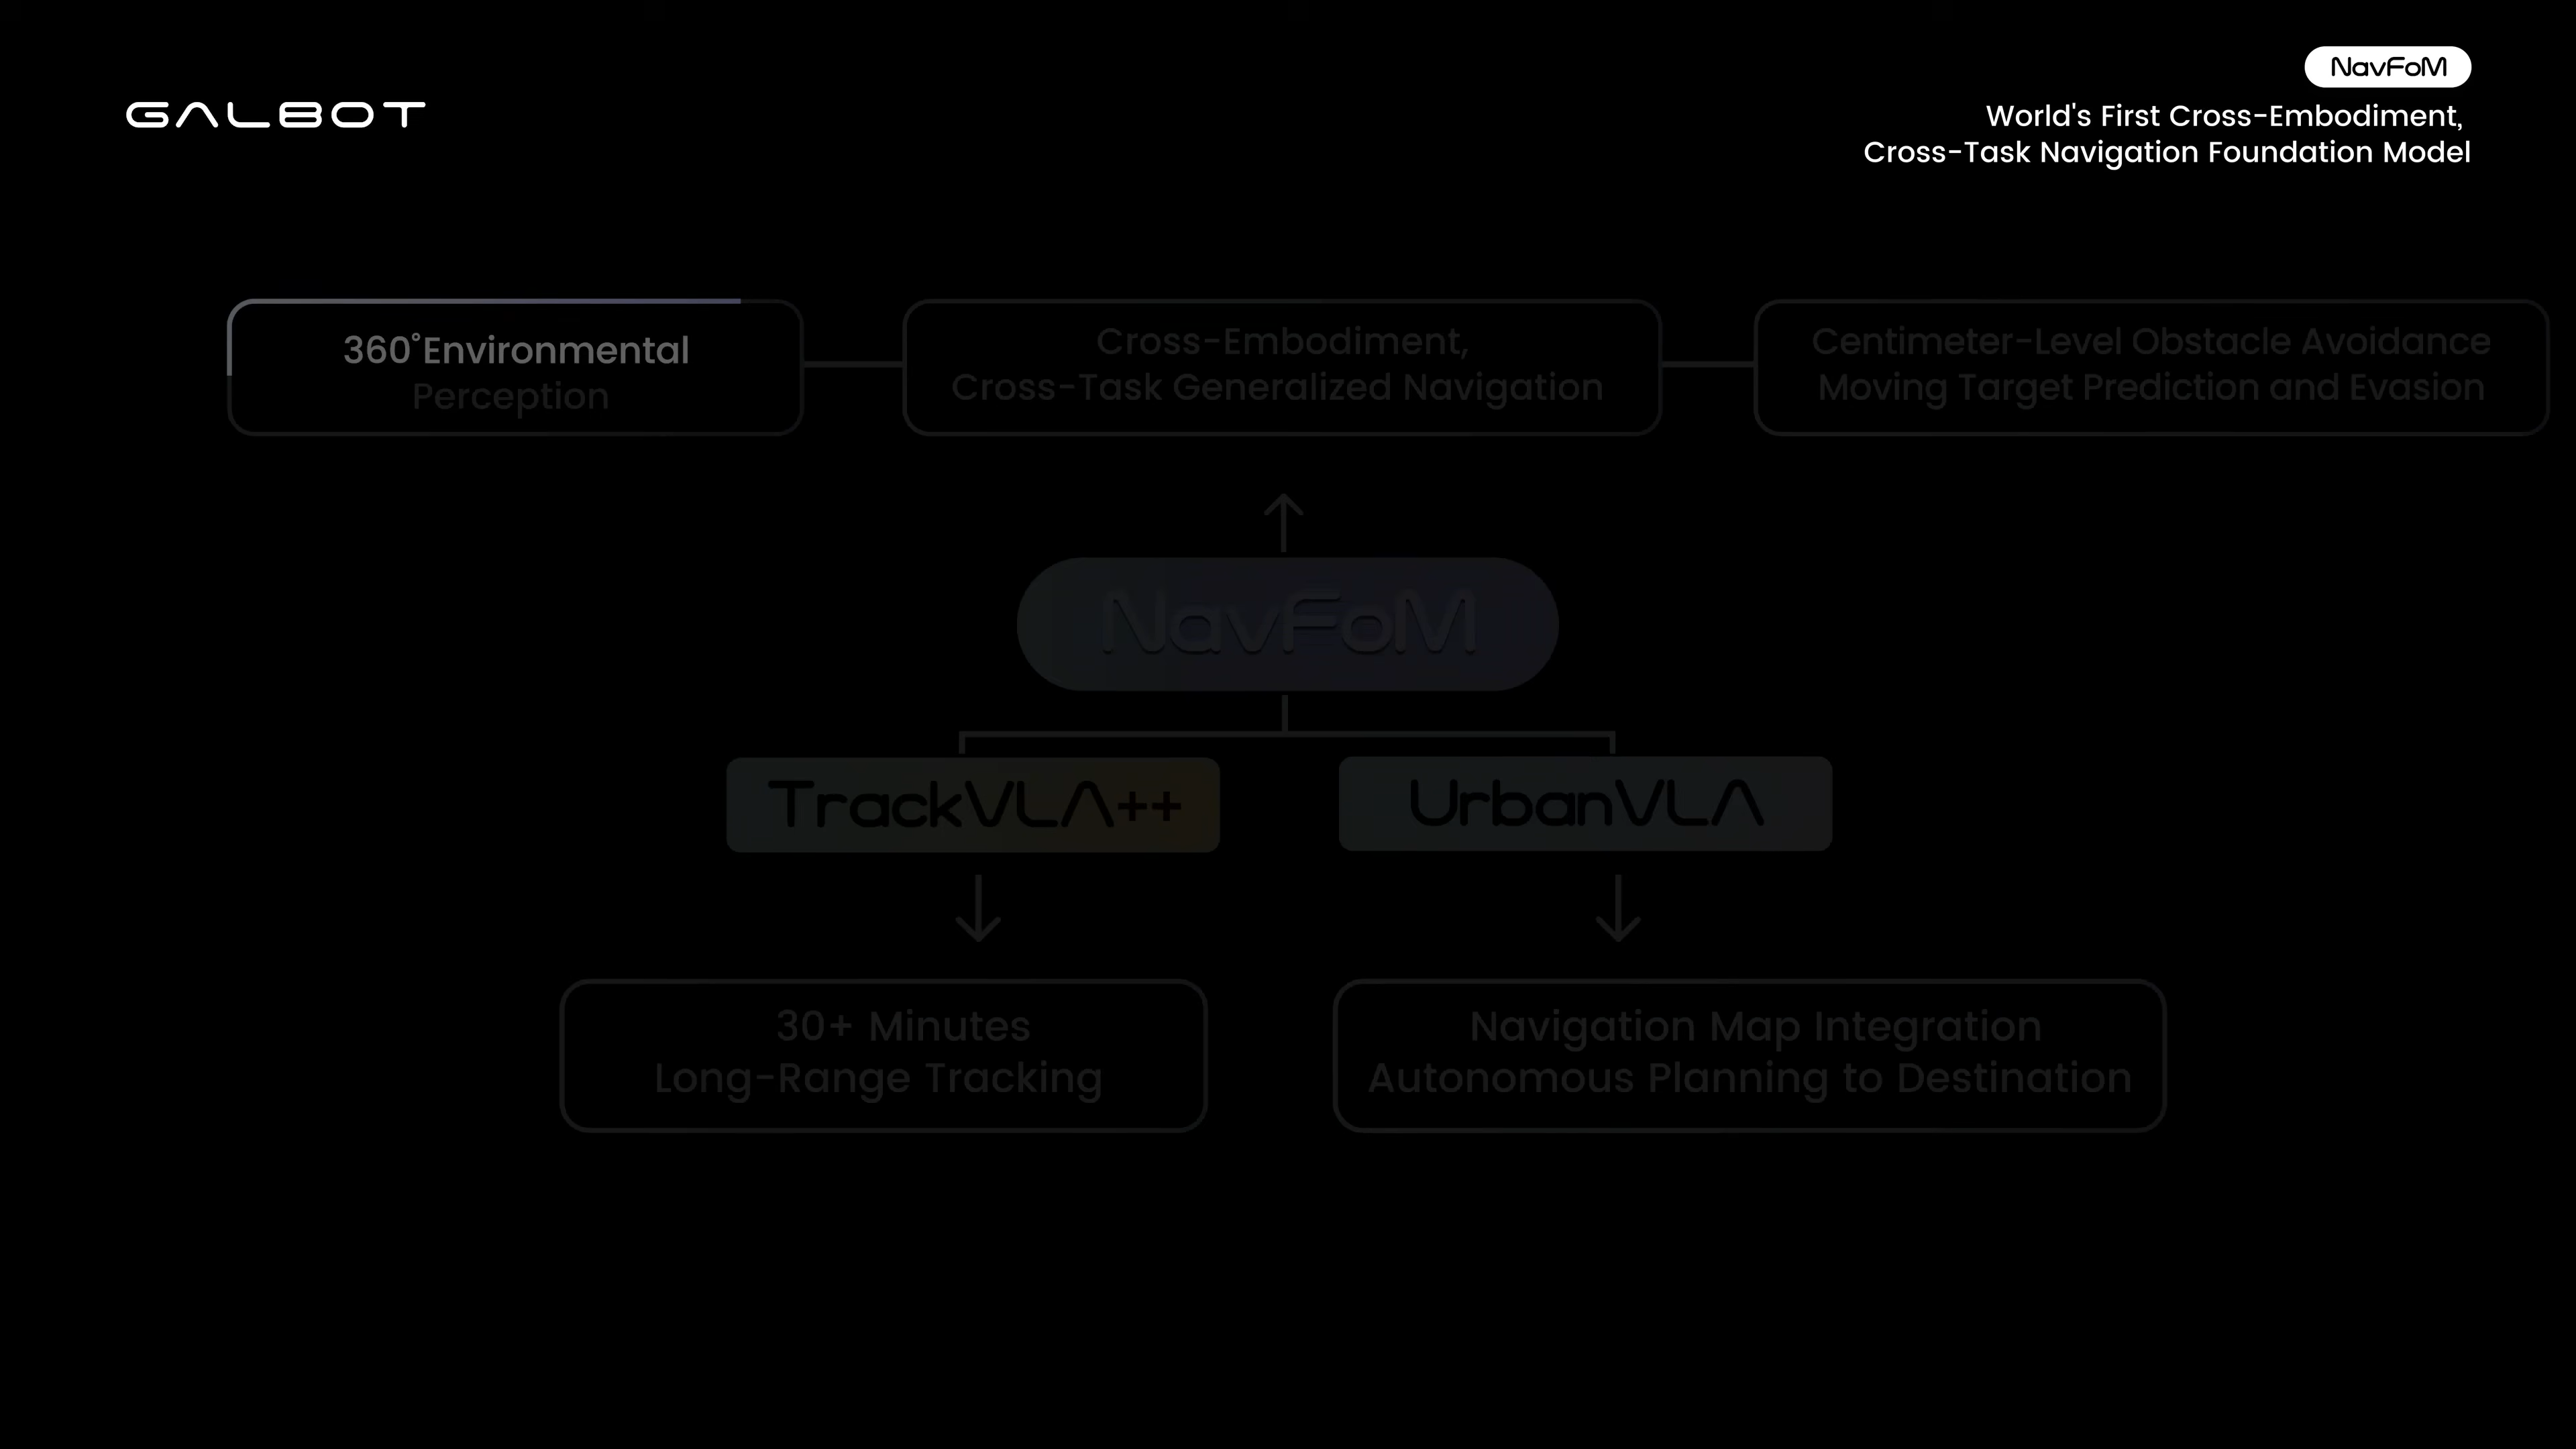 GALBOT
NavFoM
World's First Cross-Embodiment,
Cross-Task Navigation Foundation Model
360°Environmental
Perception
Cross-Embodiment,
Cross-Task Generalized Navigation
Centimeter-Level Obstacle Avoidance
Moving Target Prediction and Evasion
NavFoM
TrackVLA++
UrbanVLA
30+ Minutes
Long-Range Tracking
Navigation Map Integration
Autonomous Planning to Destination